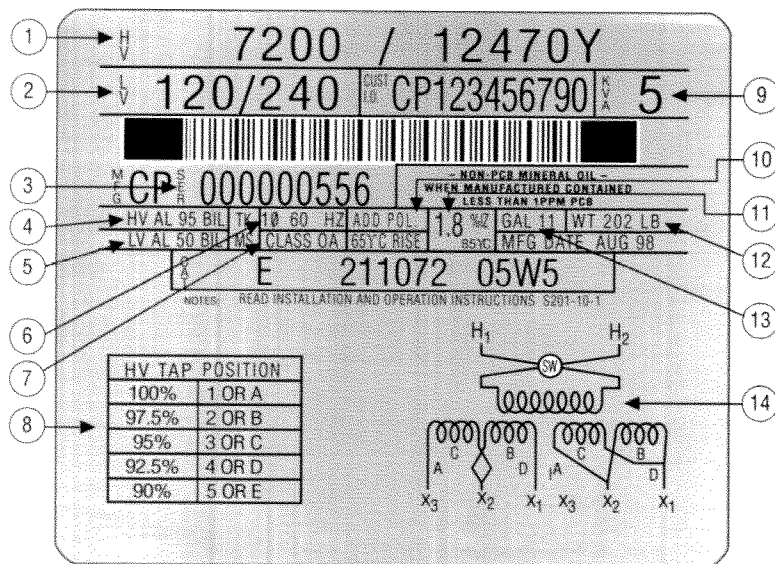 1 HV 7200 / 12470Y
2 LV 120/240 CUST I.D. CP123456790 KVA 5 9
10
- NON-PCB MINERAL OIL -
WHEN MANUFACTURED CONTAINED
LESS THAN 1PPM PCB
3 MFG CP SER 000000556
11
4 HV AL 95 BIL TK 10 60 HZ ADD POL 1.8 %IZ GAL 11 WT 202 LB
5 LV AL 50 BIL MS CLASS OA 65°C RISE 85°C MFG DATE AUG 98 12
CAT E 211072 05W5
6 NOTES: READ INSTALLATION AND OPERATION INSTRUCTIONS S201-10-1 13
7
H1 H2
SW
8
HV TAP POSITION
100% 1 OR A
97.5% 2 OR B
95% 3 OR C
92.5% 4 OR D
90% 5 OR E
14
C B C B
A D A D
X3 X2 X1 X3 X2 X1